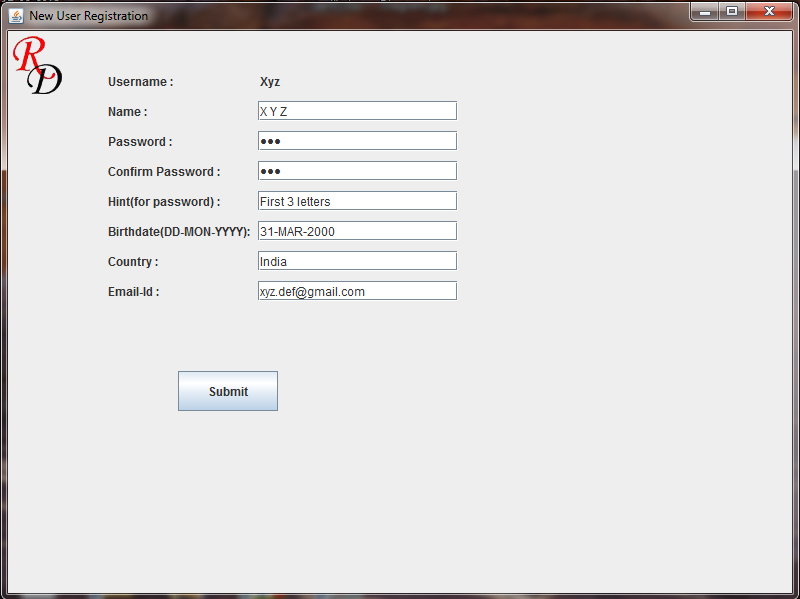 New User Registration
RD
Username : Xyz
Name : X Y Z
Password : ●●●
Confirm Password : ●●●
Hint(for password) : First 3 letters
Birthdate(DD-MON-YYYY): 31-MAR-2000
Country : India
Email-Id : xyz.def@gmail.com
Submit